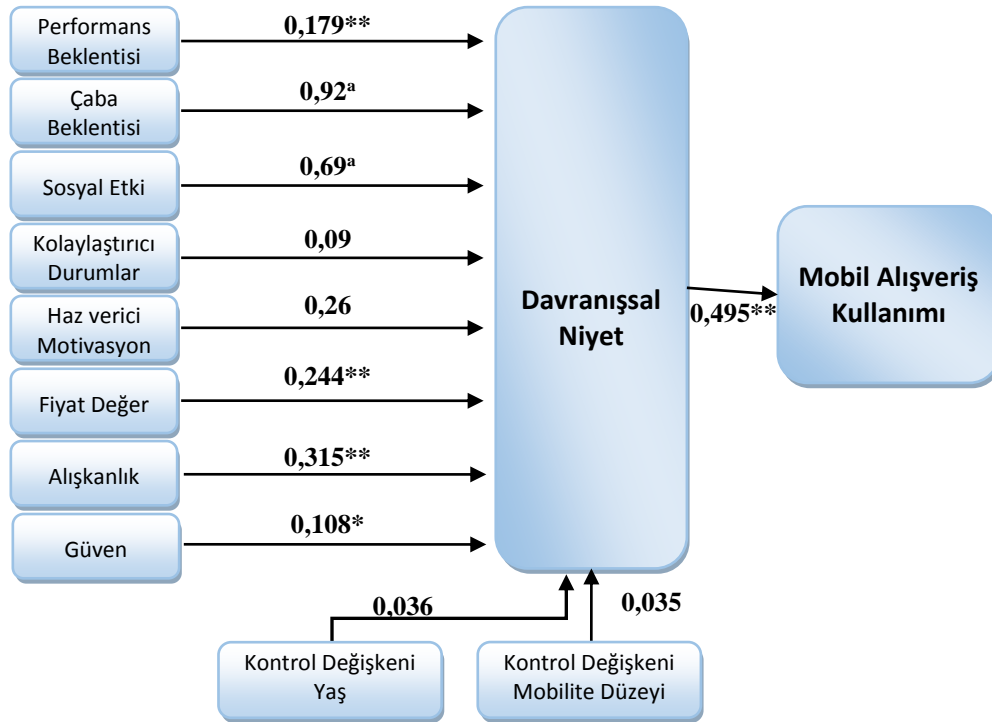 Performans
Beklentisi
0,179**
Çaba
Beklentisi
0,92ª
Sosyal Etki
0,69ª
Kolaylaştırıcı
Durumlar
0,09
Haz verici
Motivasyon
0,26
Fiyat Değer
0,244**
Alışkanlık
0,315**
Güven
0,108*
Davranışsal
Niyet
0,495**
Mobil Alışveriş
Kullanımı
0,036
0,035
Kontrol Değişkeni
Yaş
Kontrol Değişkeni
Mobilite Düzeyi